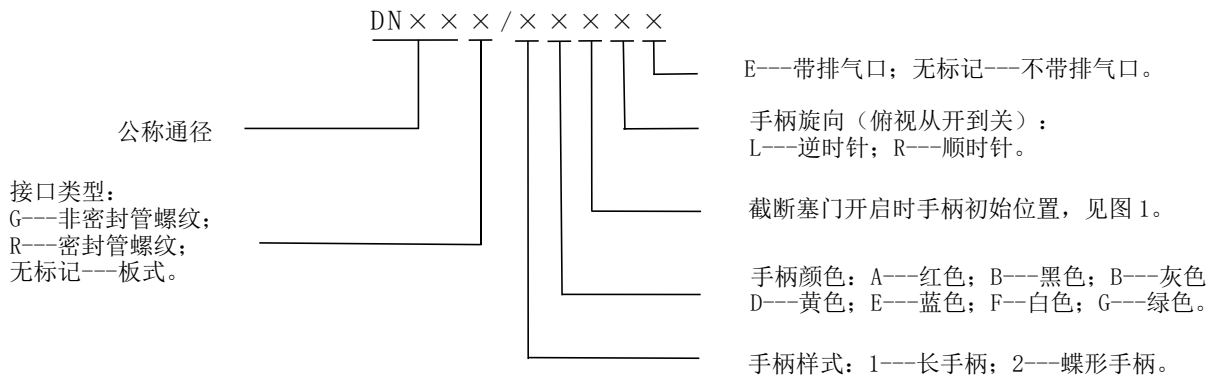 DN×××/×××××
E---带排气口；无标记---不带排气口。
公称通径
手柄旋向（俯视从开到关）：
L---逆时针；R---顺时针。
接口类型：
G---非密封管螺纹；
R---密封管螺纹；
无标记---板式。
截断塞门开启时手柄初始位置，见图 1。
手柄颜色：A---红色；B---黑色；B---灰色
D---黄色；E---蓝色；F--白色；G---绿色。
手柄样式：1---长手柄；2---蝶形手柄。